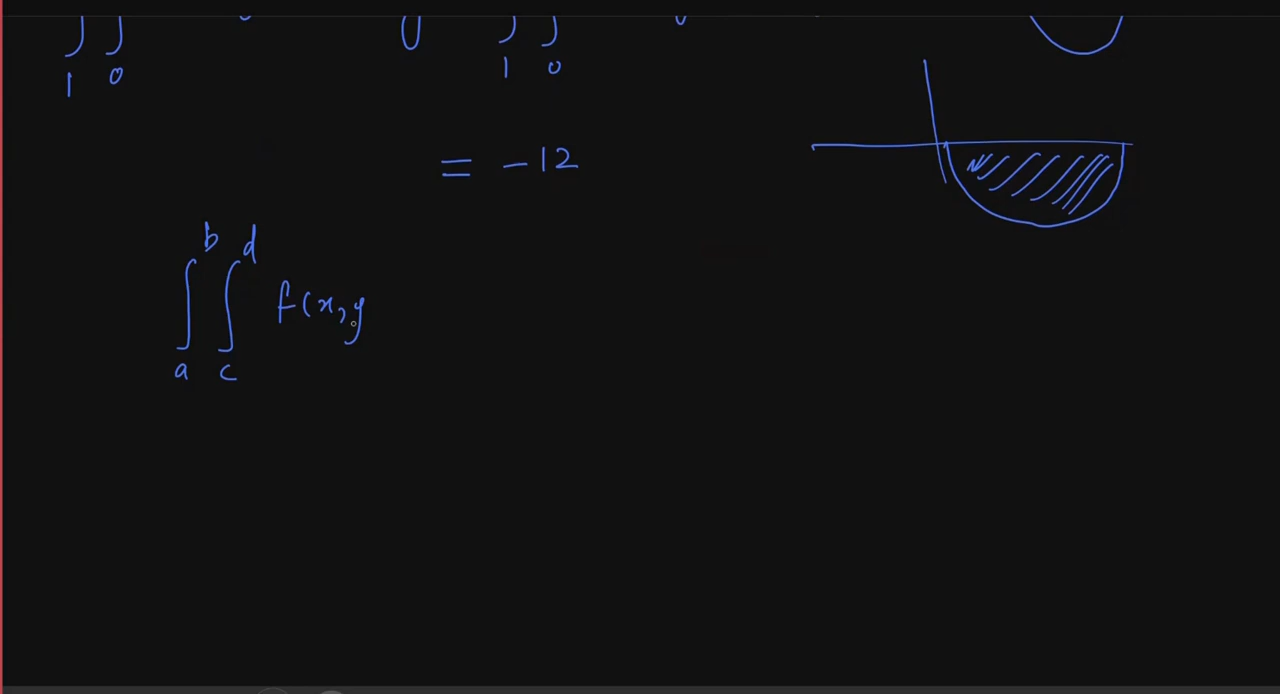 ∫ ∫ ∫ ∫
1 0 1 0
= -12
b d
∫ ∫ f(x,y
a c